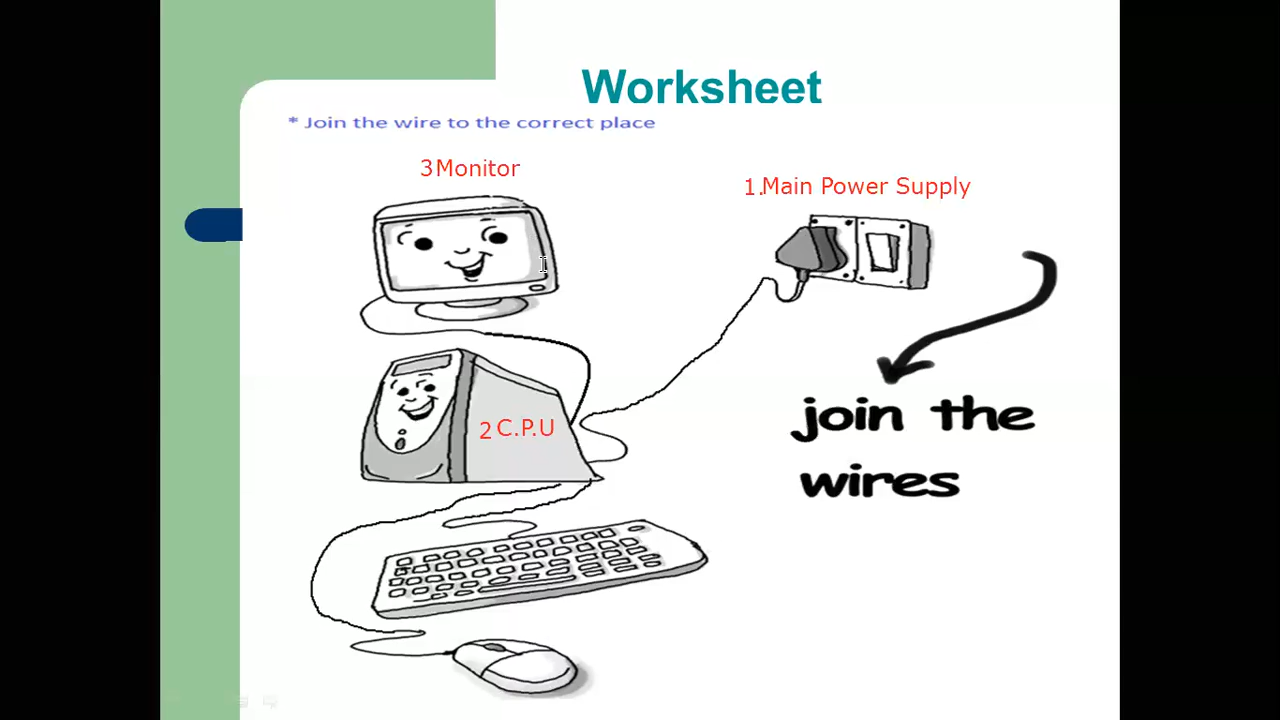 Worksheet
* Join the wire to the correct place
3Monitor
1.Main Power Supply
2 C.P.U
join the
wires